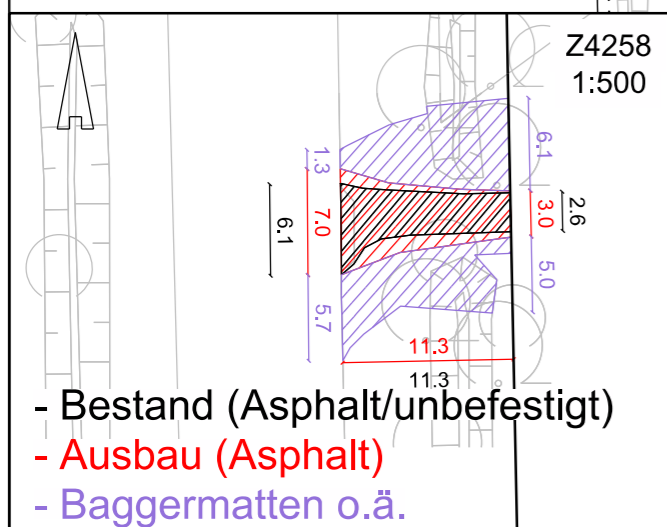 Z4258
1:500
6.1
1.3
7.0
6.1
3.0
2.6
5.0
5.7
11.3
11.3
- Bestand (Asphalt/unbefestigt)
- Ausbau (Asphalt)
- Baggermatten o.ä.